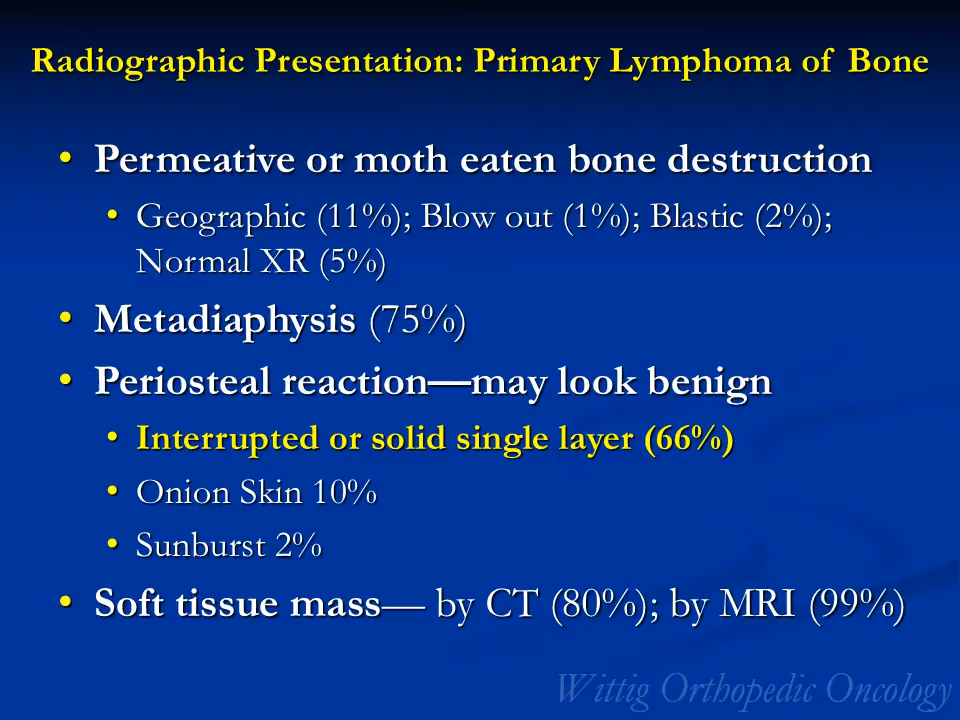 Radiographic Presentation: Primary Lymphoma of Bone
• Permeative or moth eaten bone destruction
• Geographic (11%); Blow out (1%); Blastic (2%);
Normal XR (5%)
• Metadiaphysis (75%)
• Periosteal reaction—may look benign
• Interrupted or solid single layer (66%)
• Onion Skin 10%
• Sunburst 2%
• Soft tissue mass— by CT (80%); by MRI (99%)
Wittig Orthopedic Oncology